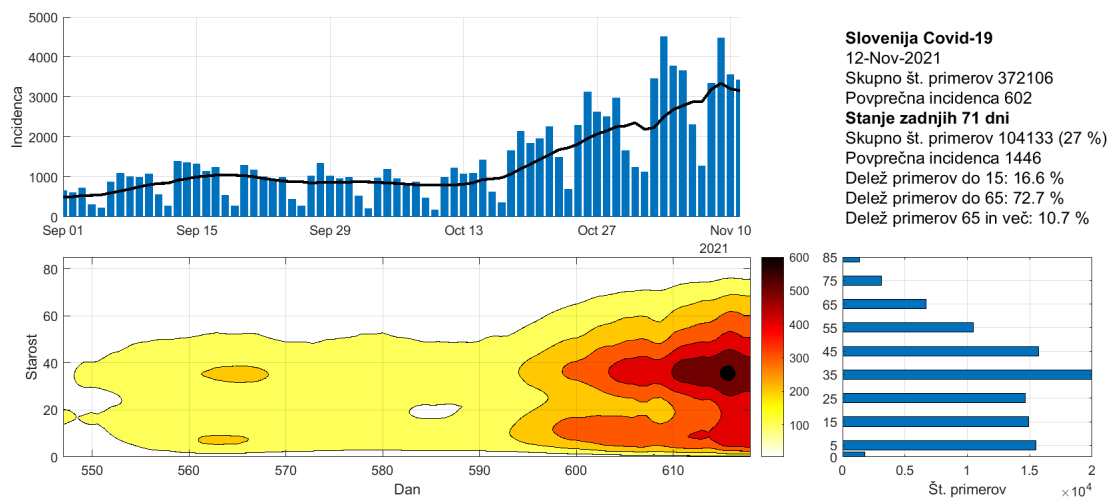 5000
4000
3000
2000
1000
0
Incidenca
Sep 01
Sep 15
Sep 29
Oct 13
Oct 27
Nov 10
2021
Slovenija Covid-19
12-Nov-2021
Skupno št. primerov 372106
Povprečna incidenca 602
Stanje zadnjih 71 dni
Skupno št. primerov 104133 (27 %)
Povprečna incidenca 1446
Delež primerov do 15: 16.6 %
Delež primerov do 65: 72.7 %
Delež primerov 65 in več: 10.7 %
80
60
40
20
0
Starost
550
560
570
580
590
600
610
Dan
600
500
400
300
200
100
85
75
65
55
45
35
25
15
5
0
0
0.5
1
1.5
2
Št. primerov
×10⁴